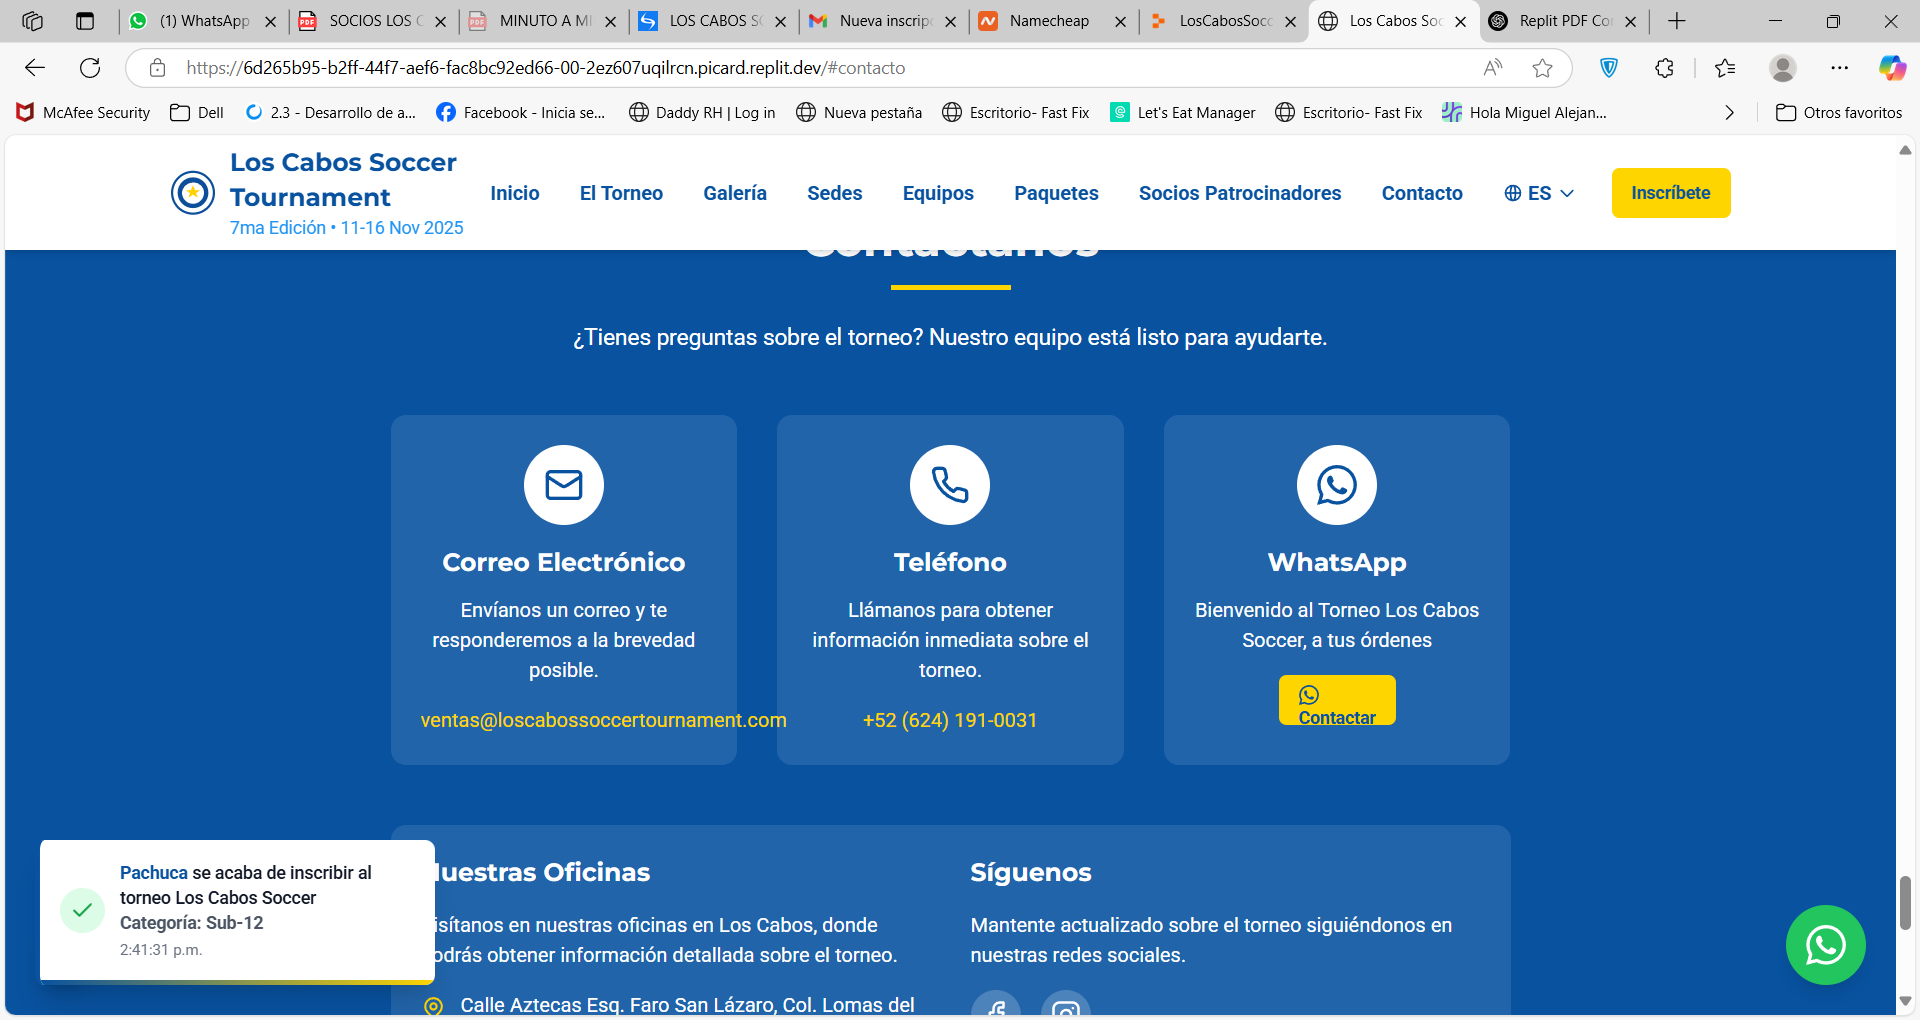 (1) WhatsApp
SOCIOS LOS C
MINUTO A MI
LOS CABOS SO
Nueva inscrip
Namecheap
LosCabosSocc
Los Cabos Soc
Replit PDF Co
https://6d265b95-b2ff-44f7-aef6-fac8bc92ed66-00-2ez607uqilrcn.picard.replit.dev/#contacto
McAfee Security
Dell
2.3 - Desarrollo de a...
Facebook - Inicia se...
Daddy RH | Log in
Nueva pestaña
Escritorio- Fast Fix
Let's Eat Manager
Escritorio- Fast Fix
Hola Miguel Alejan...
Otros favoritos
Los Cabos Soccer
Tournament
7ma Edición • 11-16 Nov 2025
Inicio
El Torneo
Galería
Sedes
Equipos
Paquetes
Socios Patrocinadores
Contacto
ES
Inscríbete
Contáctanos
¿Tienes preguntas sobre el torneo? Nuestro equipo está listo para ayudarte.
Correo Electrónico
Envíanos un correo y te
responderemos a la brevedad
posible.
ventas@loscabossoccertournament.com
Teléfono
Llámanos para obtener
información inmediata sobre el
torneo.
+52 (624) 191-0031
WhatsApp
Bienvenido al Torneo Los Cabos
Soccer, a tus órdenes
Contactar
Nuestras Oficinas
isítanos en nuestras oficinas en Los Cabos, donde
odrás obtener información detallada sobre el torneo.
Calle Aztecas Esq. Faro San Lázaro, Col. Lomas del
Síguenos
Mantente actualizado sobre el torneo siguiéndonos en
nuestras redes sociales.
Pachuca se acaba de inscribir al
torneo Los Cabos Soccer
Categoría: Sub-12
2:41:31 p.m.